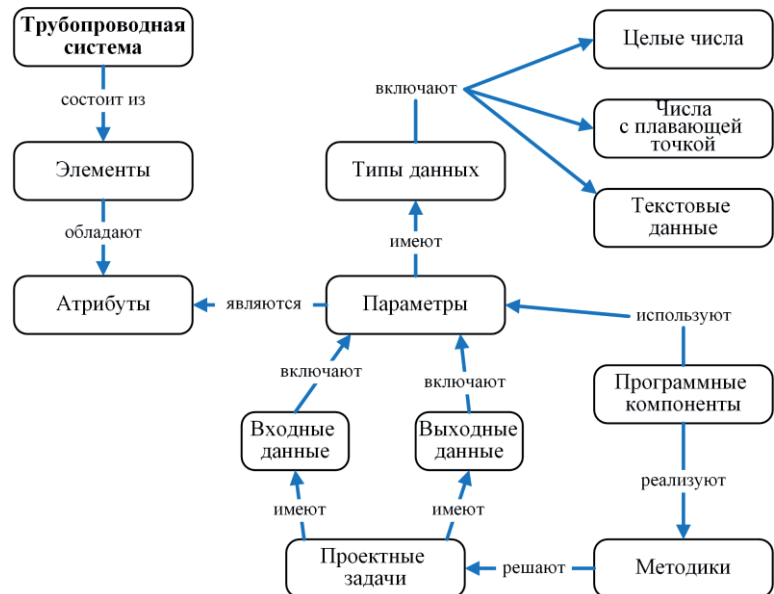 Трубопроводная
система
Целые числа
состоит из
включают
Числа
с плавающей
точкой
Элементы
Типы данных
Текстовые
данные
обладают
имеют
Атрибуты
являются
Параметры
используют
включают
включают
Программные
компоненты
Входные
данные
Выходные
данные
реализуют
имеют
имеют
Проектные
задачи
решают
Методики